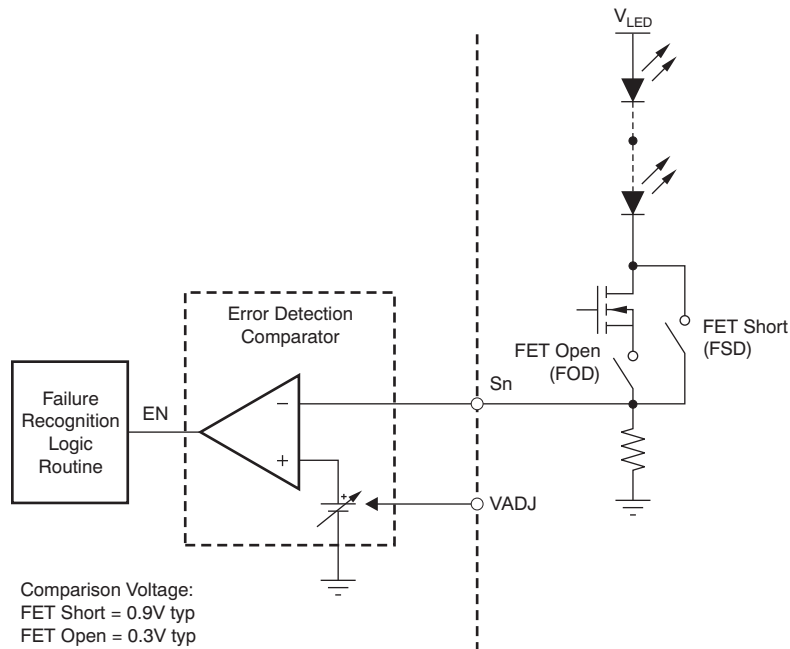 V_LED
Error Detection
Comparator
FET Short
(FSD)
FET Open
(FOD)
Sn
Failure
Recognition
Logic
Routine
EN
−
+
+
VADJ
Comparison Voltage:
FET Short = 0.9V typ
FET Open = 0.3V typ